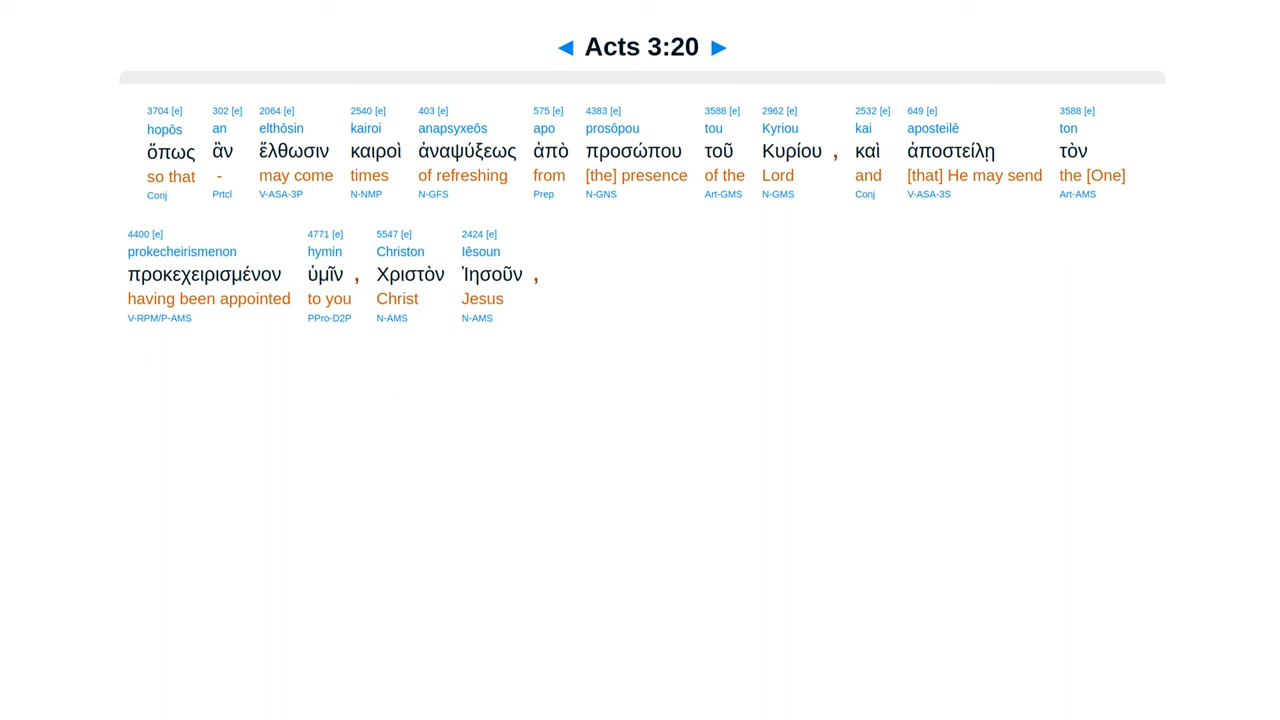 ◄ Acts 3:20 ►
3704 [e] 302 [e] 2064 [e] 2540 [e] 403 [e] 575 [e] 4383 [e] 3588 [e] 2962 [e] 2532 [e] 649 [e] 3588 [e]
hopōs an elthōsin kairoi anapsyxeōs apo prosōpou tou Kyriou kai aposteilē ton
ὅπως ἂν ἔλθωσιν καιροὶ ἀναψύξεως ἀπὸ προσώπου τοῦ Κυρίου , καὶ ἀποστείλῃ τὸν
so that - may come times of refreshing from [the] presence of the Lord and [that] He may send the [One]
Conj Prtcl V-ASA-3P N-NMP N-GFS Prep N-GNS Art-GMS N-GMS Conj V-ASA-3S Art-AMS
4400 [e] 4771 [e] 5547 [e] 2424 [e]
prokecheirismenon hymin Christon Iēsoun
προκεχειρισμένον ὑμῖν , Χριστὸν Ἰησοῦν ,
having been appointed to you Christ Jesus
V-RPM/P-AMS PPro-D2P N-AMS N-AMS